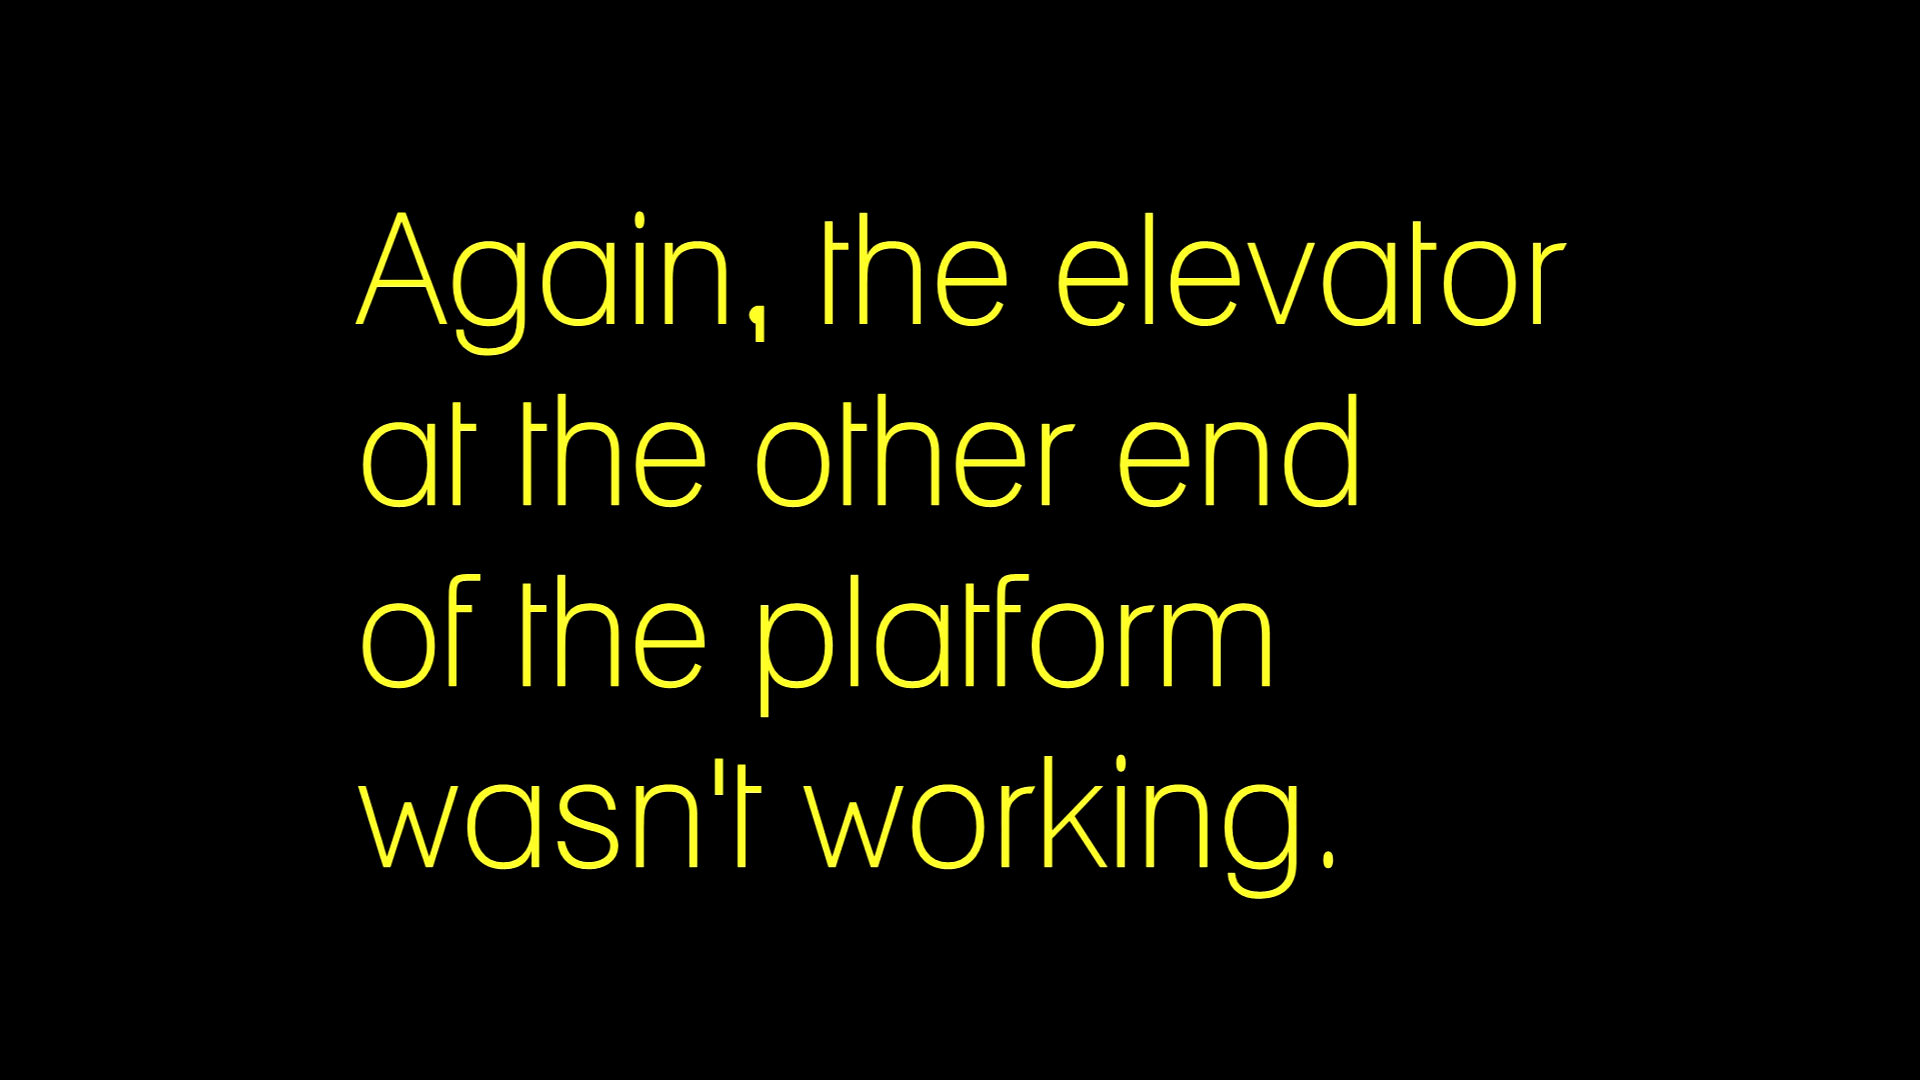 Again, the elevator
at the other end
of the platform
wasn't working.